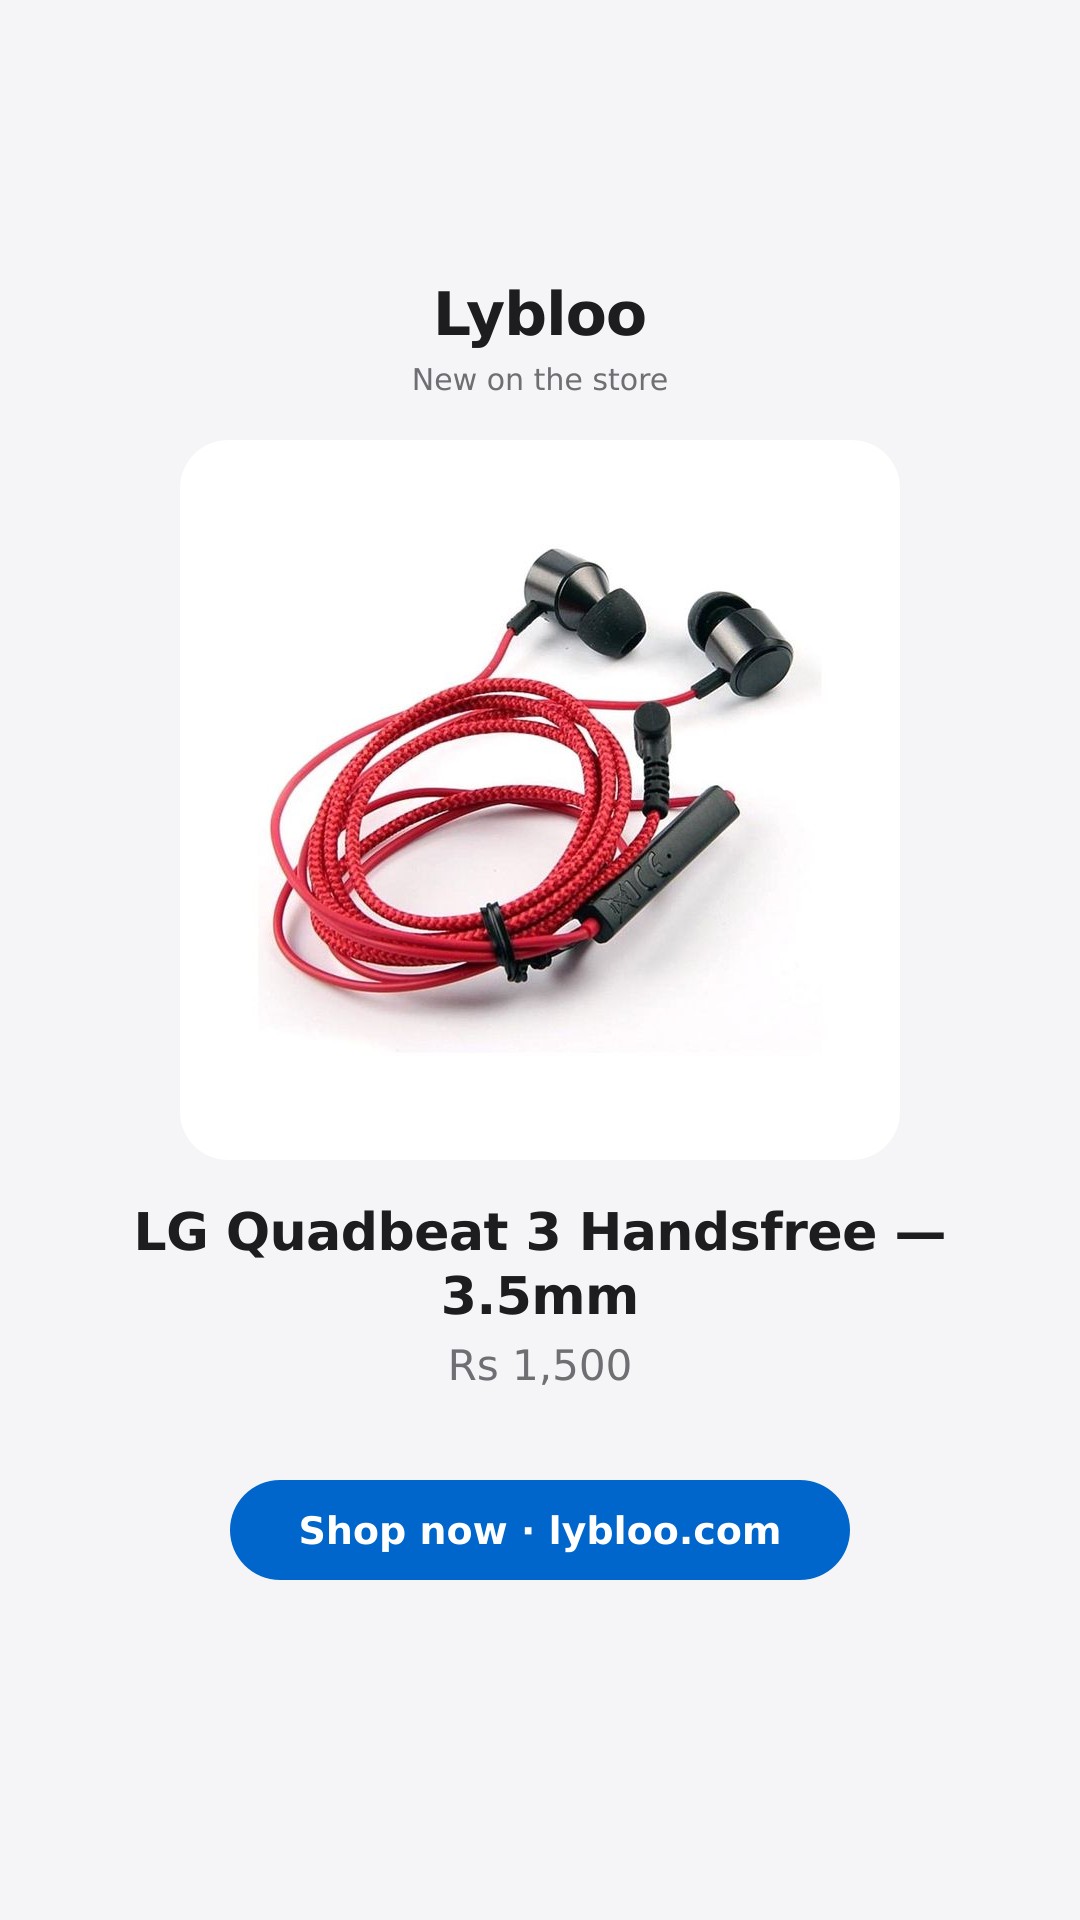 Lybloo
New on the store
LG Quadbeat 3 Handsfree —
3.5mm
Rs 1,500
Shop now · lybloo.com